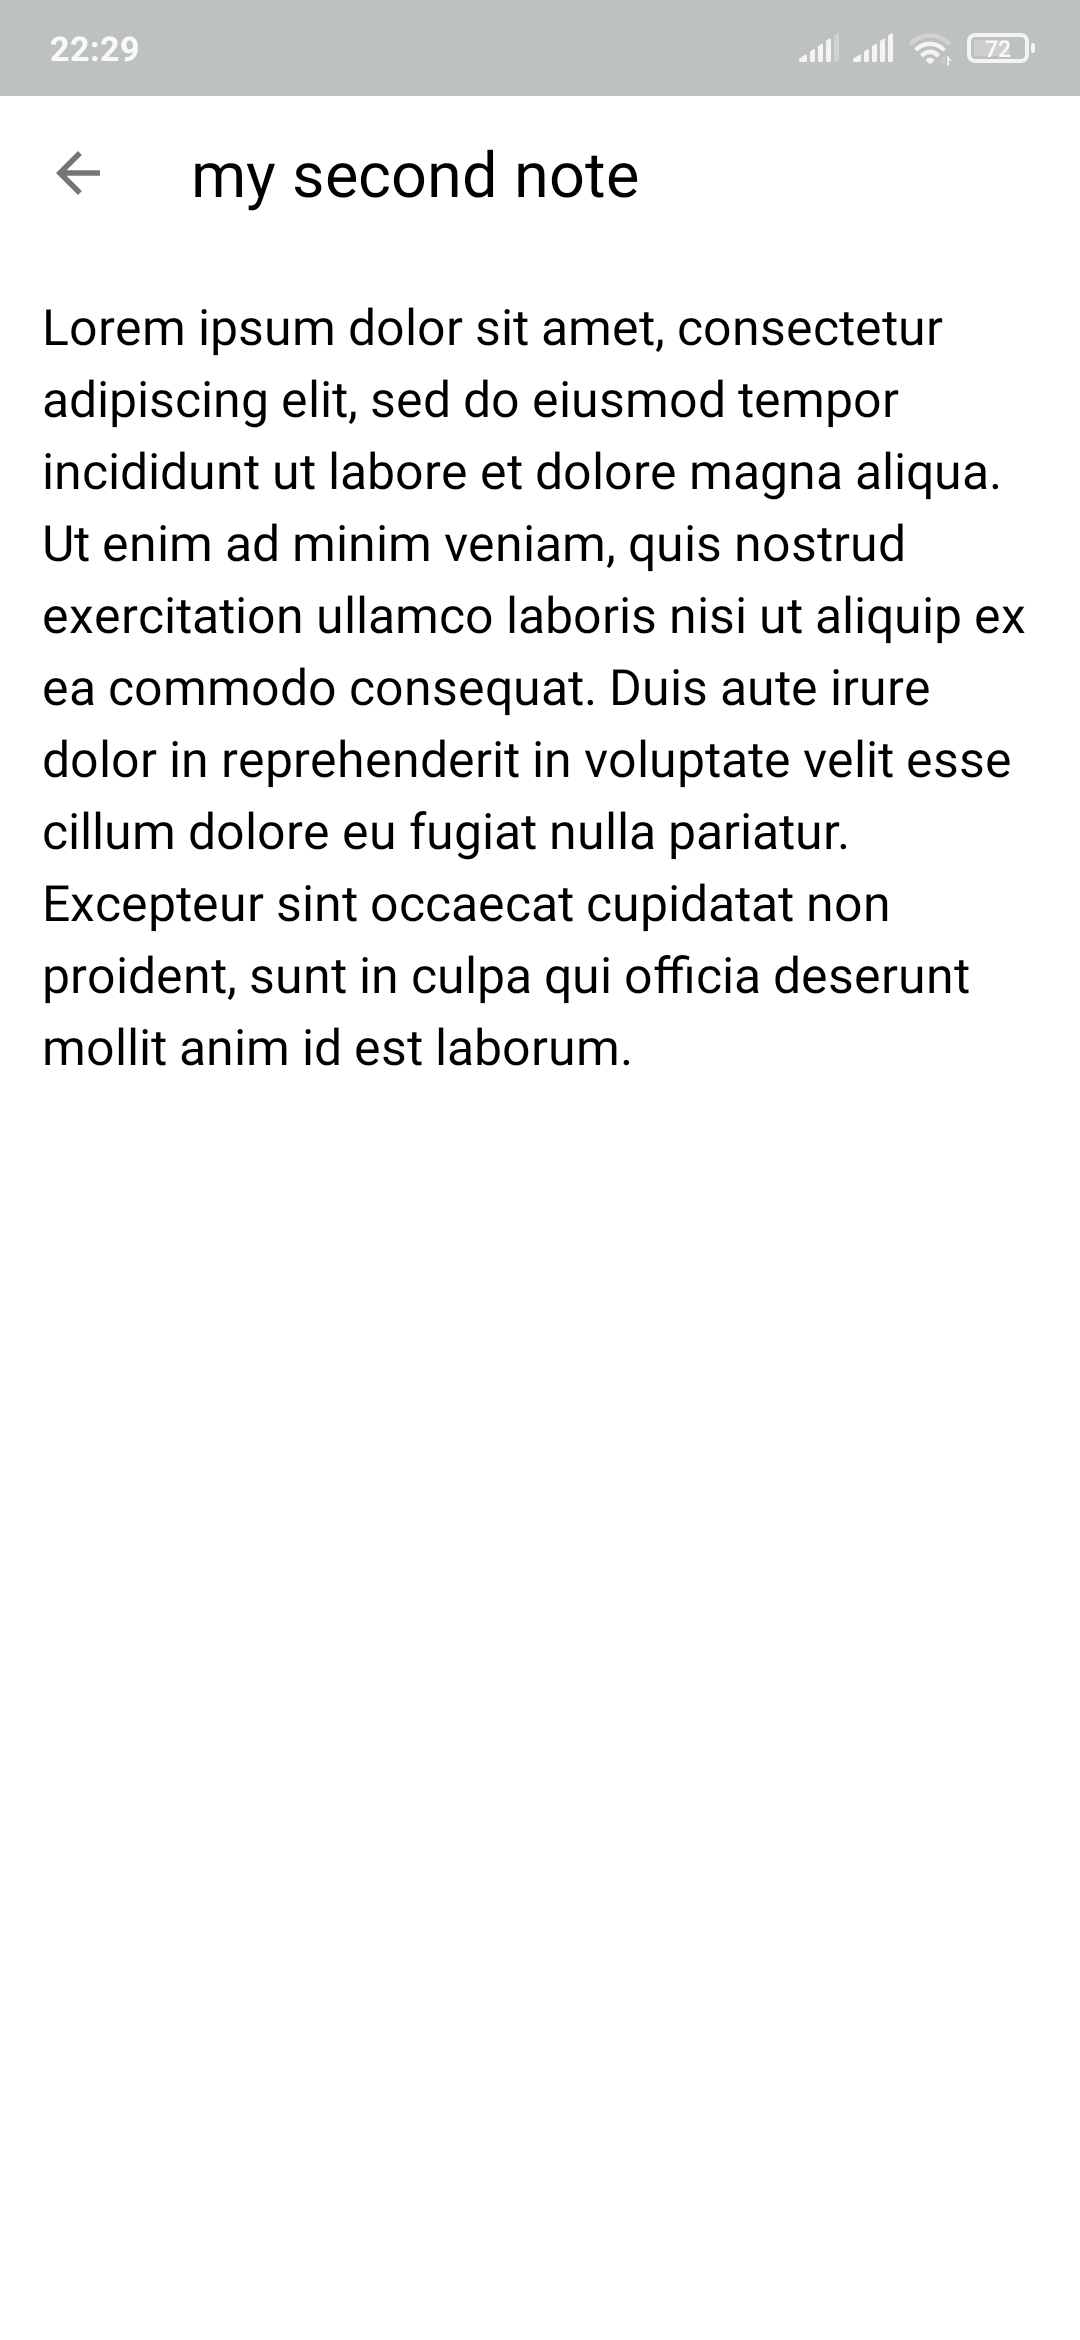 22:29
72
my second note
Lorem ipsum dolor sit amet, consectetur
adipiscing elit, sed do eiusmod tempor
incididunt ut labore et dolore magna aliqua.
Ut enim ad minim veniam, quis nostrud
exercitation ullamco laboris nisi ut aliquip ex
ea commodo consequat. Duis aute irure
dolor in reprehenderit in voluptate velit esse
cillum dolore eu fugiat nulla pariatur.
Excepteur sint occaecat cupidatat non
proident, sunt in culpa qui officia deserunt
mollit anim id est laborum.